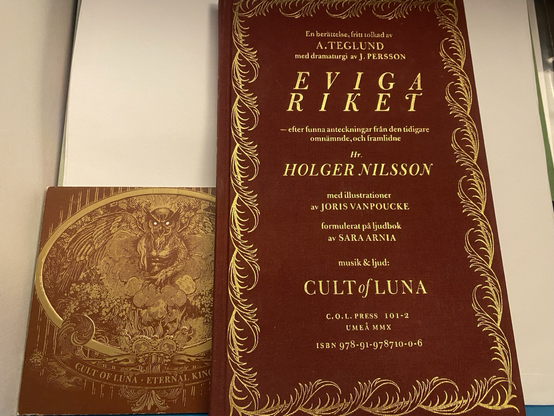 En berättelse, fritt tolkad av
A. TEGLUND
med dramaturgi av J. PERSSON
EVIGA
RIKET
— efter funna anteckningar från den tidigare
omnämnde, och framlidne
Hr.
HOLGER NILSSON
med illustrationer
av JORIS VANPOUCKE
formulerat på ljudbok
av SARA ARNIA
musik & ljud:
CULT of LUNA
C.O.L. PRESS 101-2
UMEÅ MMX
ISBN 978-91-978710-0-6
CULT OF LUNA · ETERNAL KING